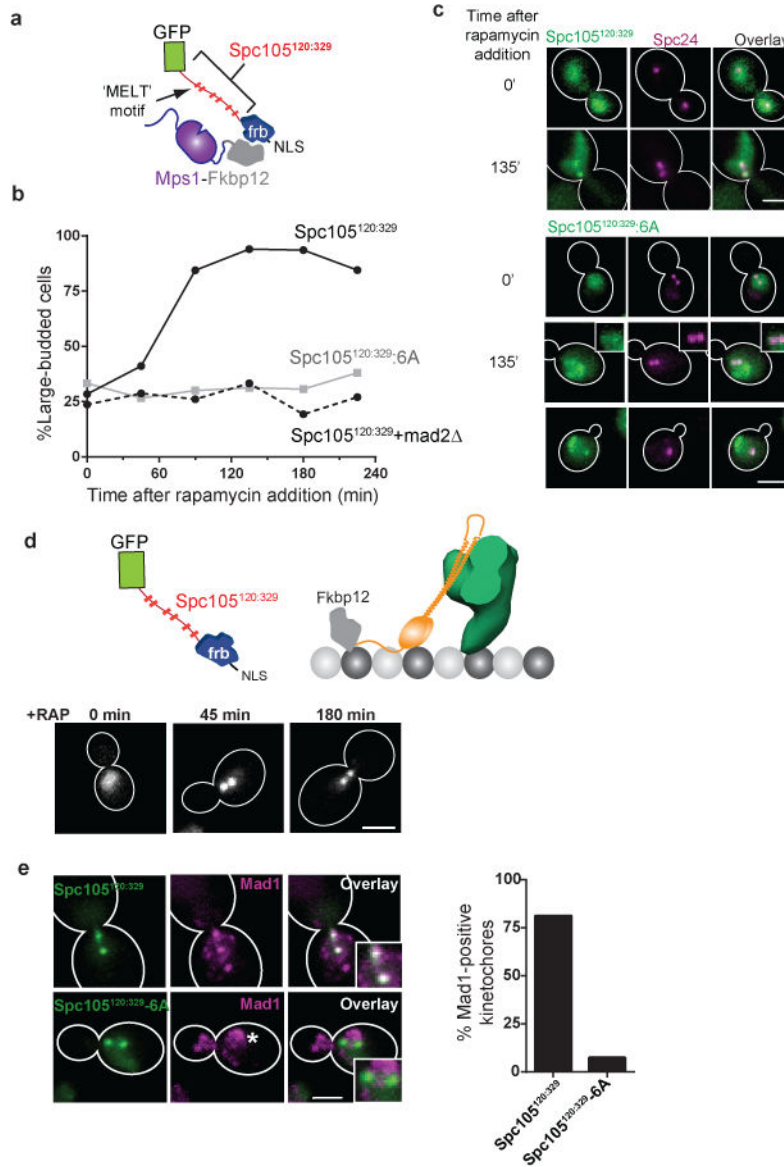 a
GFP
Spc105120:329
'MELT'
motif
frb
NLS
Mps1-Fkbp12
b
%Large-budded cells
100
75
50
25
0
0 60 120 180 240
Time after rapamycin addition (min)
Spc105120:329
Spc105120:329:6A
Spc105120:329+mad2Δ
c
Time after
rapamycin
addition
Spc105120:329
Spc24
Overlay
0'
135'
Spc105120:329:6A
0'
135'
d
GFP
Spc105120:329
frb
NLS
Fkbp12
+RAP 0 min 45 min 180 min
e
Spc105120:329
Mad1
Overlay
Spc105120:329-6A
Mad1
*
Overlay
% Mad1-positive
kinetochores
100
75
50
25
0
Spc105120:329
Spc105120:329-6A